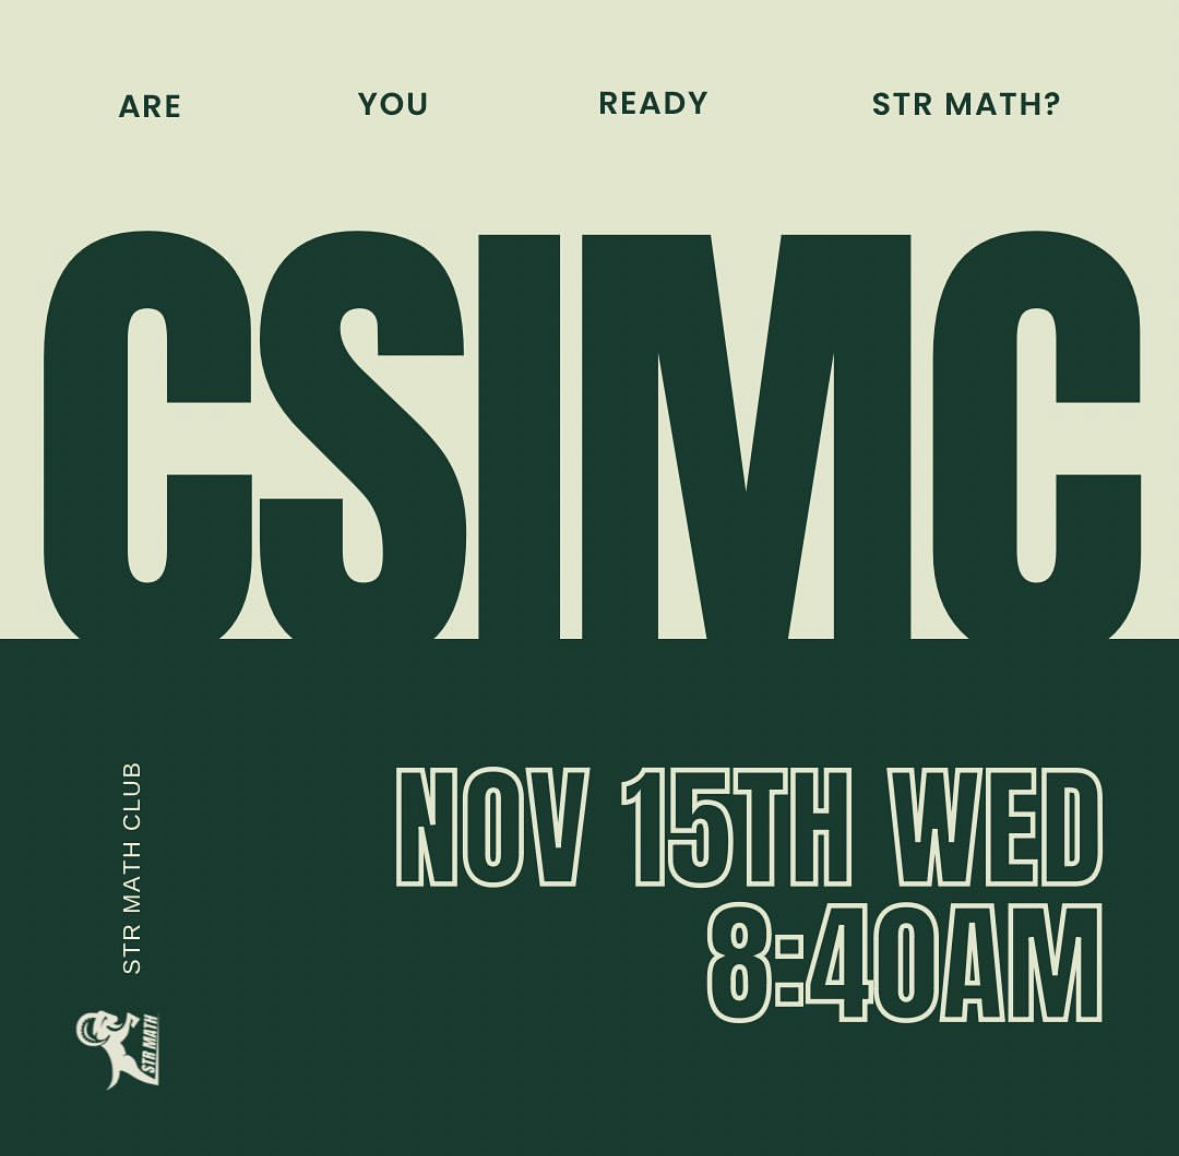 ARE YOU READY STR MATH?
CSIMC
NOV 15TH WED
8:40AM
STR MATH CLUB
STR MATH